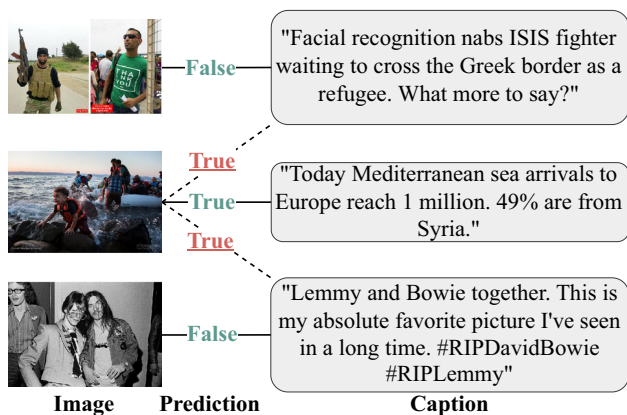 "Facial recognition nabs ISIS fighter
False
waiting to cross the Greek border as a
refugee. What more to say?"
THANK
YOU
True
"Today Mediterranean sea arrivals to
True
Europe reach 1 million. 49% are from
Syria."
True
"Lemmy and Bowie together. This is
my absolute favorite picture I've seen
False
in a long time. #RIPDavidBowie
#RIPLemmy"
Image Prediction Caption